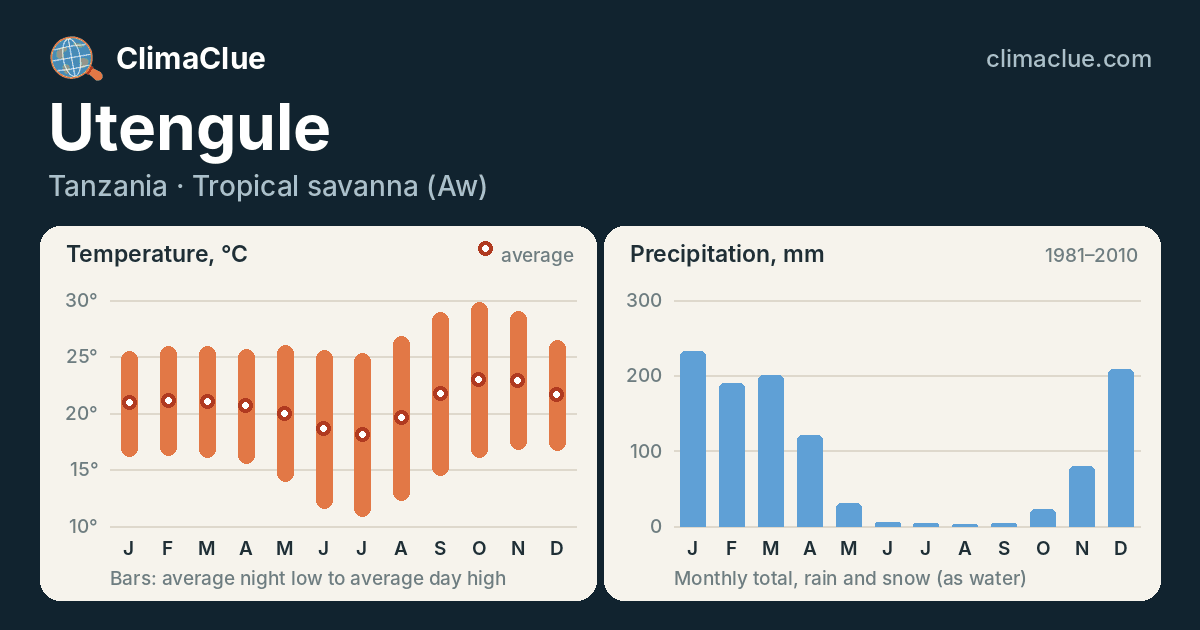 ClimaClue
climaclue.com
Utengule
Tanzania · Tropical savanna (Aw)
Temperature, °C
average
30°
25°
20°
15°
10°
J F M A M J J A S O N D
Bars: average night low to average day high
Precipitation, mm
1981–2010
300
200
100
0
J F M A M J J A S O N D
Monthly total, rain and snow (as water)